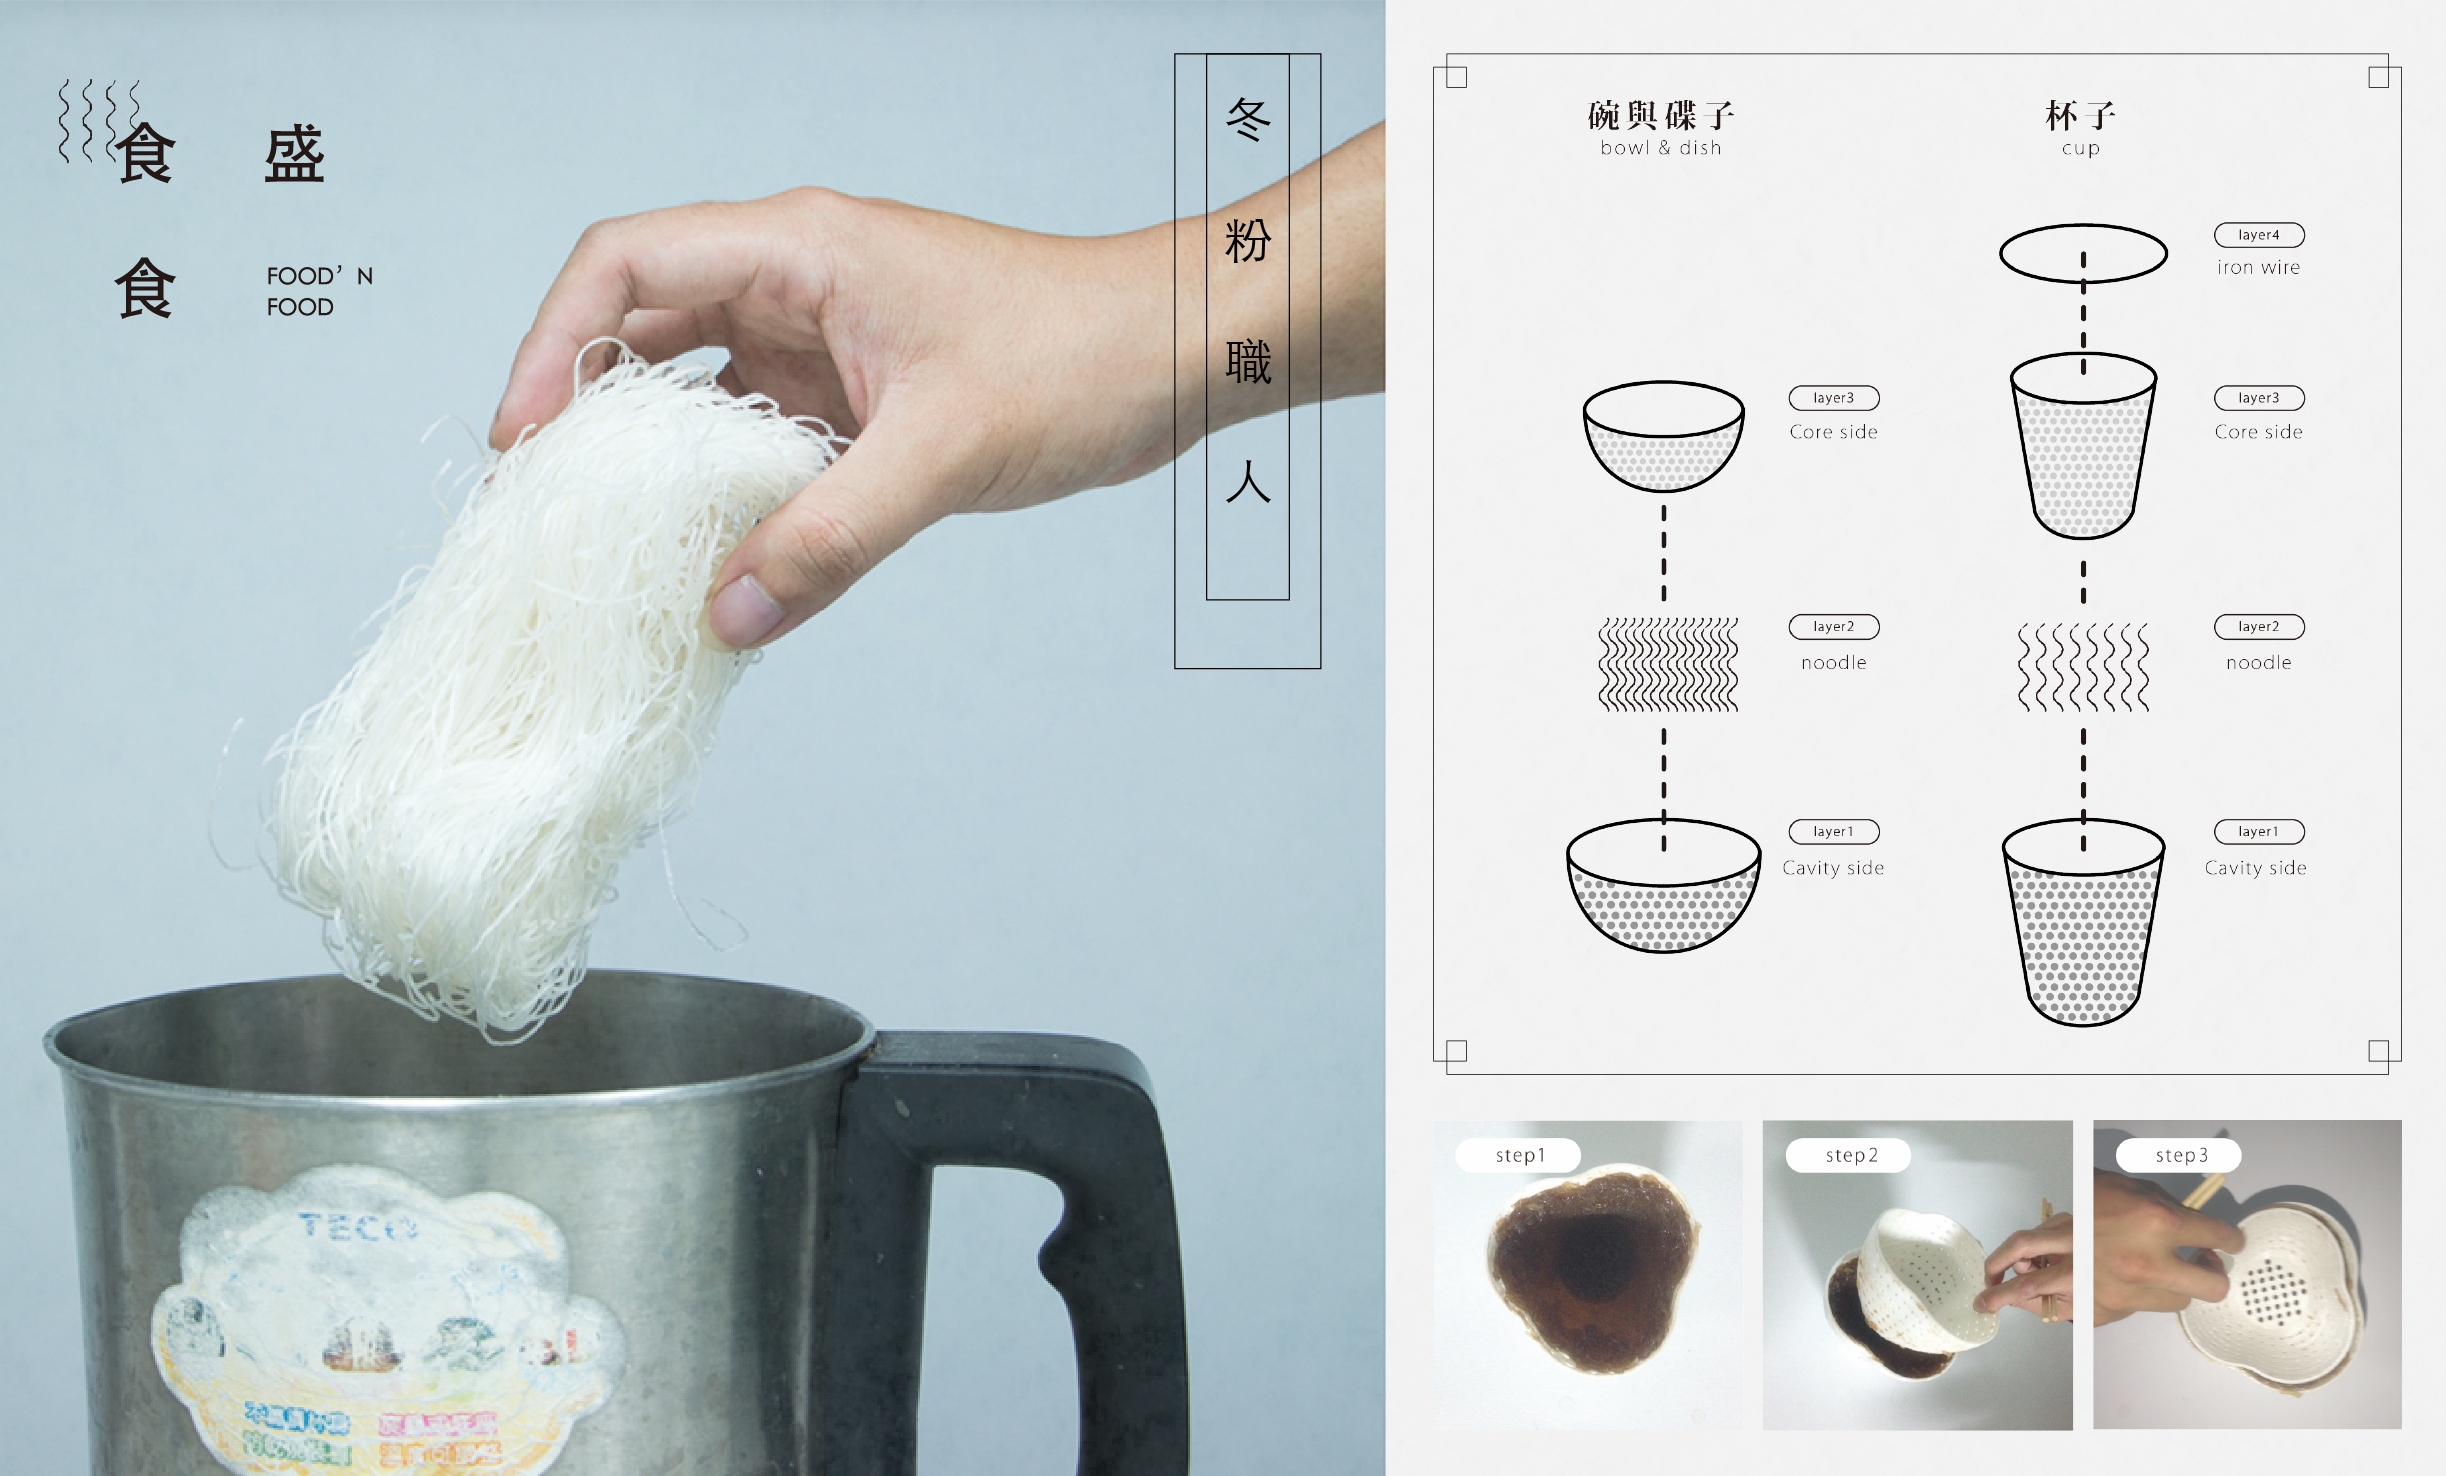 食 盛
食
FOOD’ N
FOOD
冬粉職人
TECO
碗與碟子
bowl & dish
layer3
Core side
layer2
noodle
layer1
Cavity side
杯子
cup
layer4
iron wire
layer3
Core side
layer2
noodle
layer1
Cavity side
step1
step2
step3